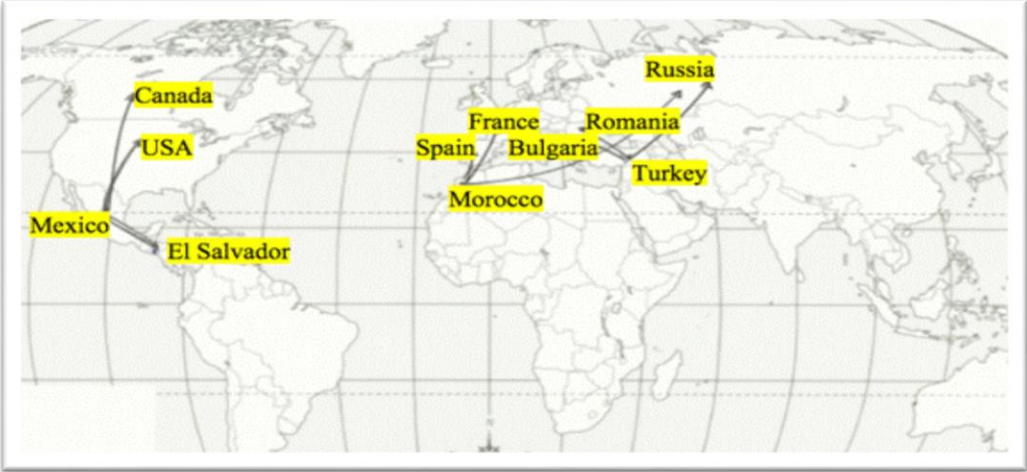 Russia
Canada
France
Romania
USA
Spain
Bulgaria
Turkey
Morocco
Mexico
El Salvador